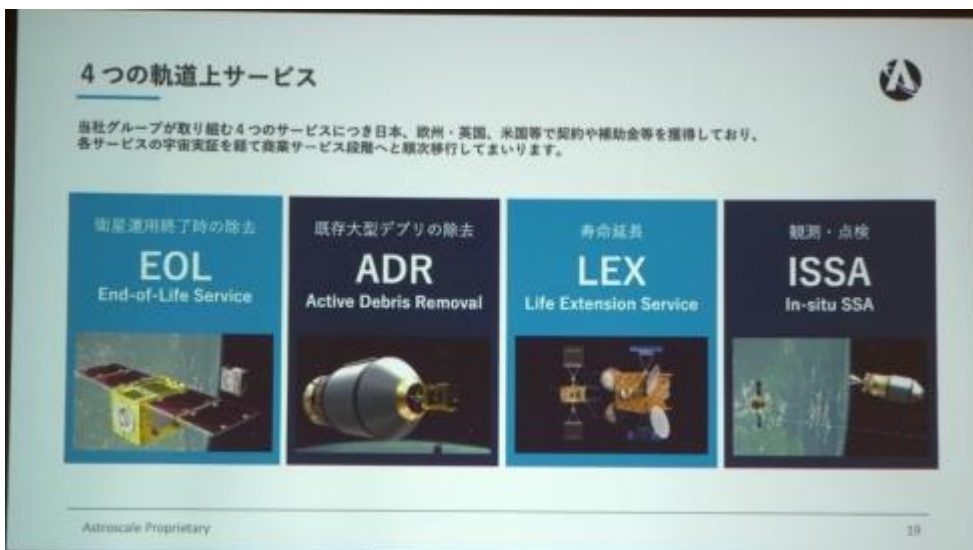 4つの軌道上サービス
当社グループが取り組む4つのサービスにつき日本、欧州・英国、米国等で契約や補助金等を獲得しており、
各サービスの宇宙実証を経て商業サービス段階へと順次移行してまいります。
衛星運用終了時の除去
EOL
End-of-Life Service
既存大型デブリの除去
ADR
Active Debris Removal
寿命延長
LEX
Life Extension Service
観測・点検
ISSA
In-situ SSA
Astroscale Proprietary
19